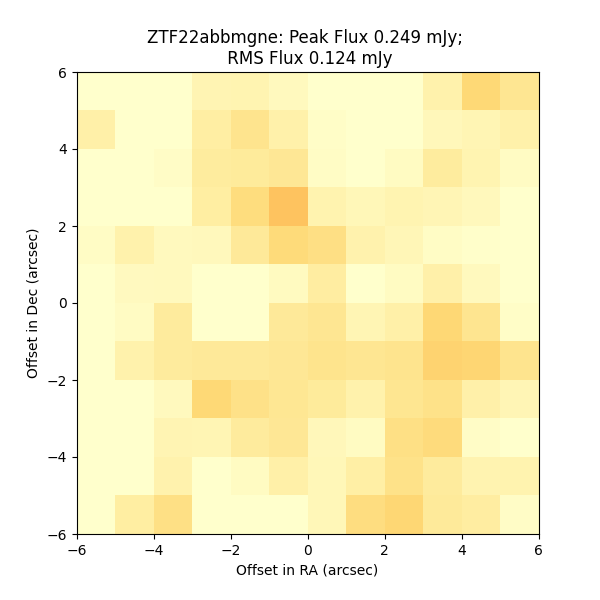 ZTF22abbmgne: Peak Flux 0.249 mJy;
RMS Flux 0.124 mJy
6
4
2
0
−2
−4
−6
Offset in Dec (arcsec)
−6 −4 −2 0 2 4 6
Offset in RA (arcsec)